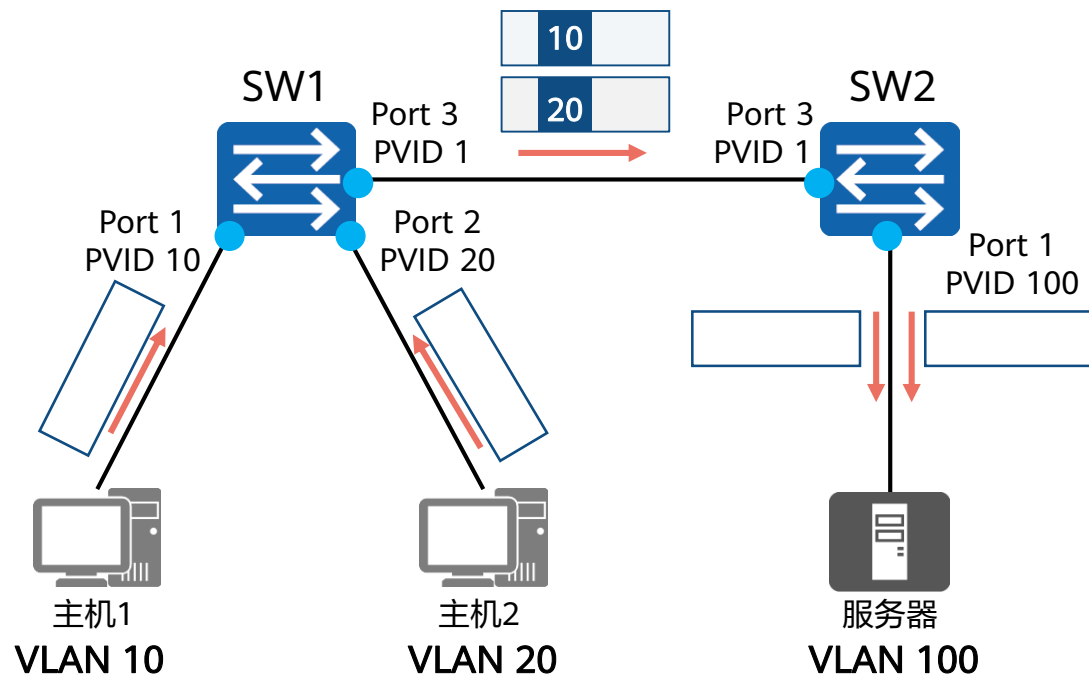 10
20
SW1
SW2
Port 3
PVID 1
Port 3
PVID 1
Port 1
PVID 10
Port 2
PVID 20
Port 1
PVID 100
主机1
VLAN 10
主机2
VLAN 20
服务器
VLAN 100